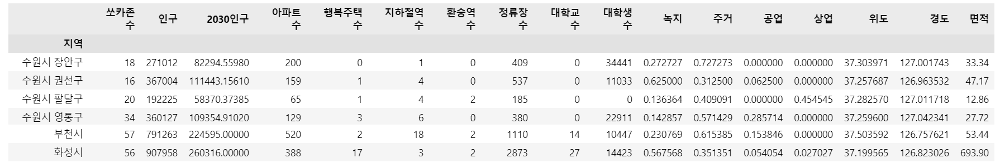 쏘카존수 인구 2030인구 아파트수 행복주택수 지하철역수 환승역수 정류장수 대학교수 대학생수 녹지 주거 공업 상업 위도 경도 면적
지역
수원시 장안구 18 271012 82294.55980 200 0 1 0 409 0 34441 0.272727 0.727273 0.000000 0.000000 37.303971 127.001743 33.34
수원시 권선구 16 367004 111443.15610 159 1 4 0 537 0 11033 0.625000 0.312500 0.062500 0.000000 37.257687 126.963532 47.17
수원시 팔달구 20 192225 58370.37385 65 1 4 2 185 0 0 0.136364 0.409091 0.000000 0.454545 37.282570 127.011718 12.86
수원시 영통구 34 360127 109354.91020 129 3 6 0 380 0 22911 0.142857 0.571429 0.285714 0.000000 37.259600 127.042341 27.72
부천시 57 791263 224595.00000 520 2 18 2 1110 14 10447 0.230769 0.615385 0.153846 0.000000 37.503592 126.757621 53.44
화성시 56 907958 260316.00000 388 17 3 2 2873 27 14423 0.567568 0.351351 0.054054 0.027027 37.199565 126.823026 693.90